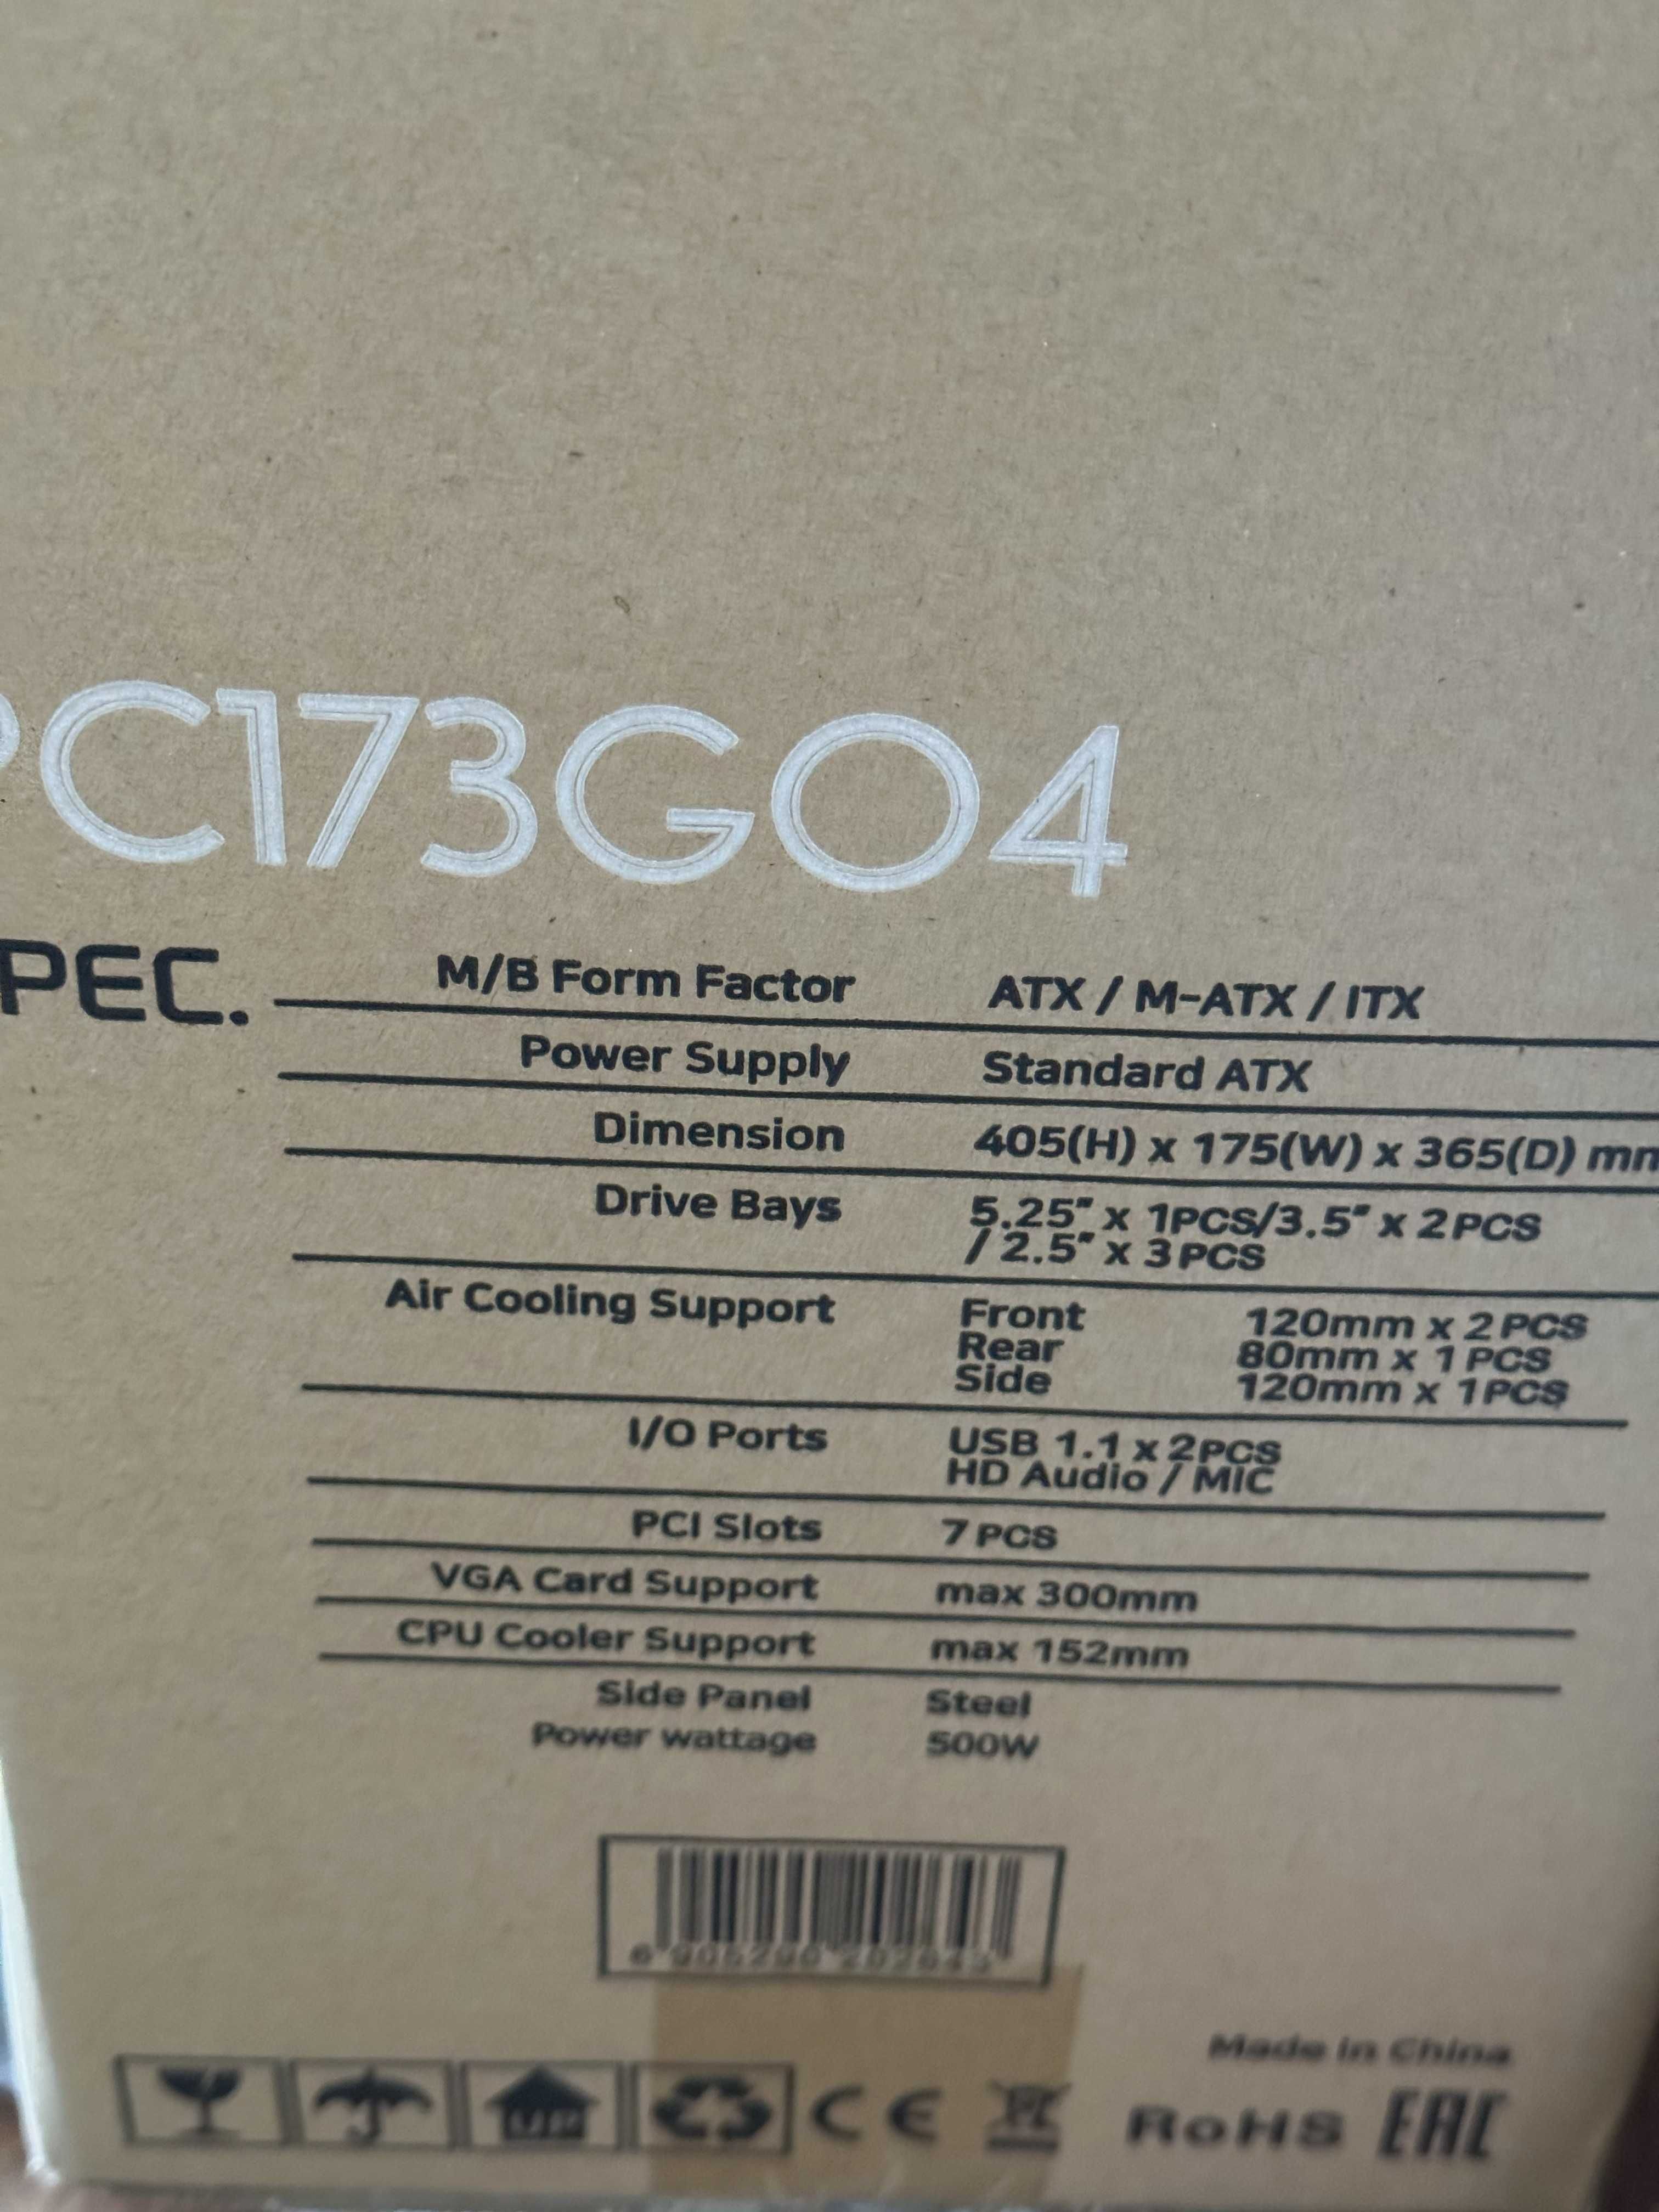 PC173GO4
PEC.
M/B Form Factor ATX / M-ATX / ITX
Power Supply Standard ATX
Dimension 405(H) x 175(W) x 365(D) mm
Drive Bays 5.25" x 1PCS/3.5" x 2PCS
/ 2.5" x 3PCS
Air Cooling Support Front 120mm x 2PCS
Rear 80mm x 1PCS
Side 120mm x 1PCS
I/O Ports USB 1.1 x 2PCS
HD Audio / MIC
PCI Slots 7PCS
VGA Card Support max 300mm
CPU Cooler Support max 152mm
Side Panel Steel
Power wattage 500W
Made in China
UP CE RoHS EAC